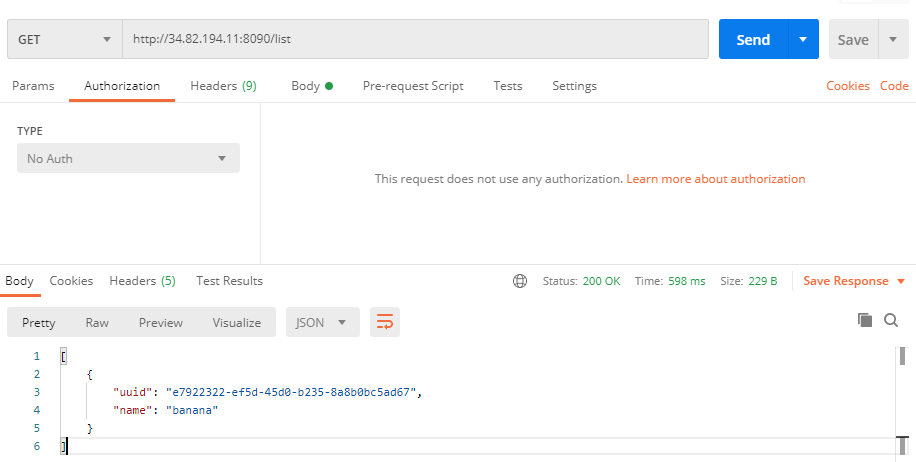 GET http://34.82.194.11:8090/list Send Save
Params Authorization Headers (9) Body Pre-request Script Tests Settings Cookies Code
TYPE
No Auth
This request does not use any authorization. Learn more about authorization
Body Cookies Headers (5) Test Results Status: 200 OK Time: 598 ms Size: 229 B Save Response
Pretty Raw Preview Visualize JSON
1 [
2 {
3 "uuid": "e7922322-ef5d-45d0-b235-8a8b0bc5ad67",
4 "name": "banana"
5 }
6 ]